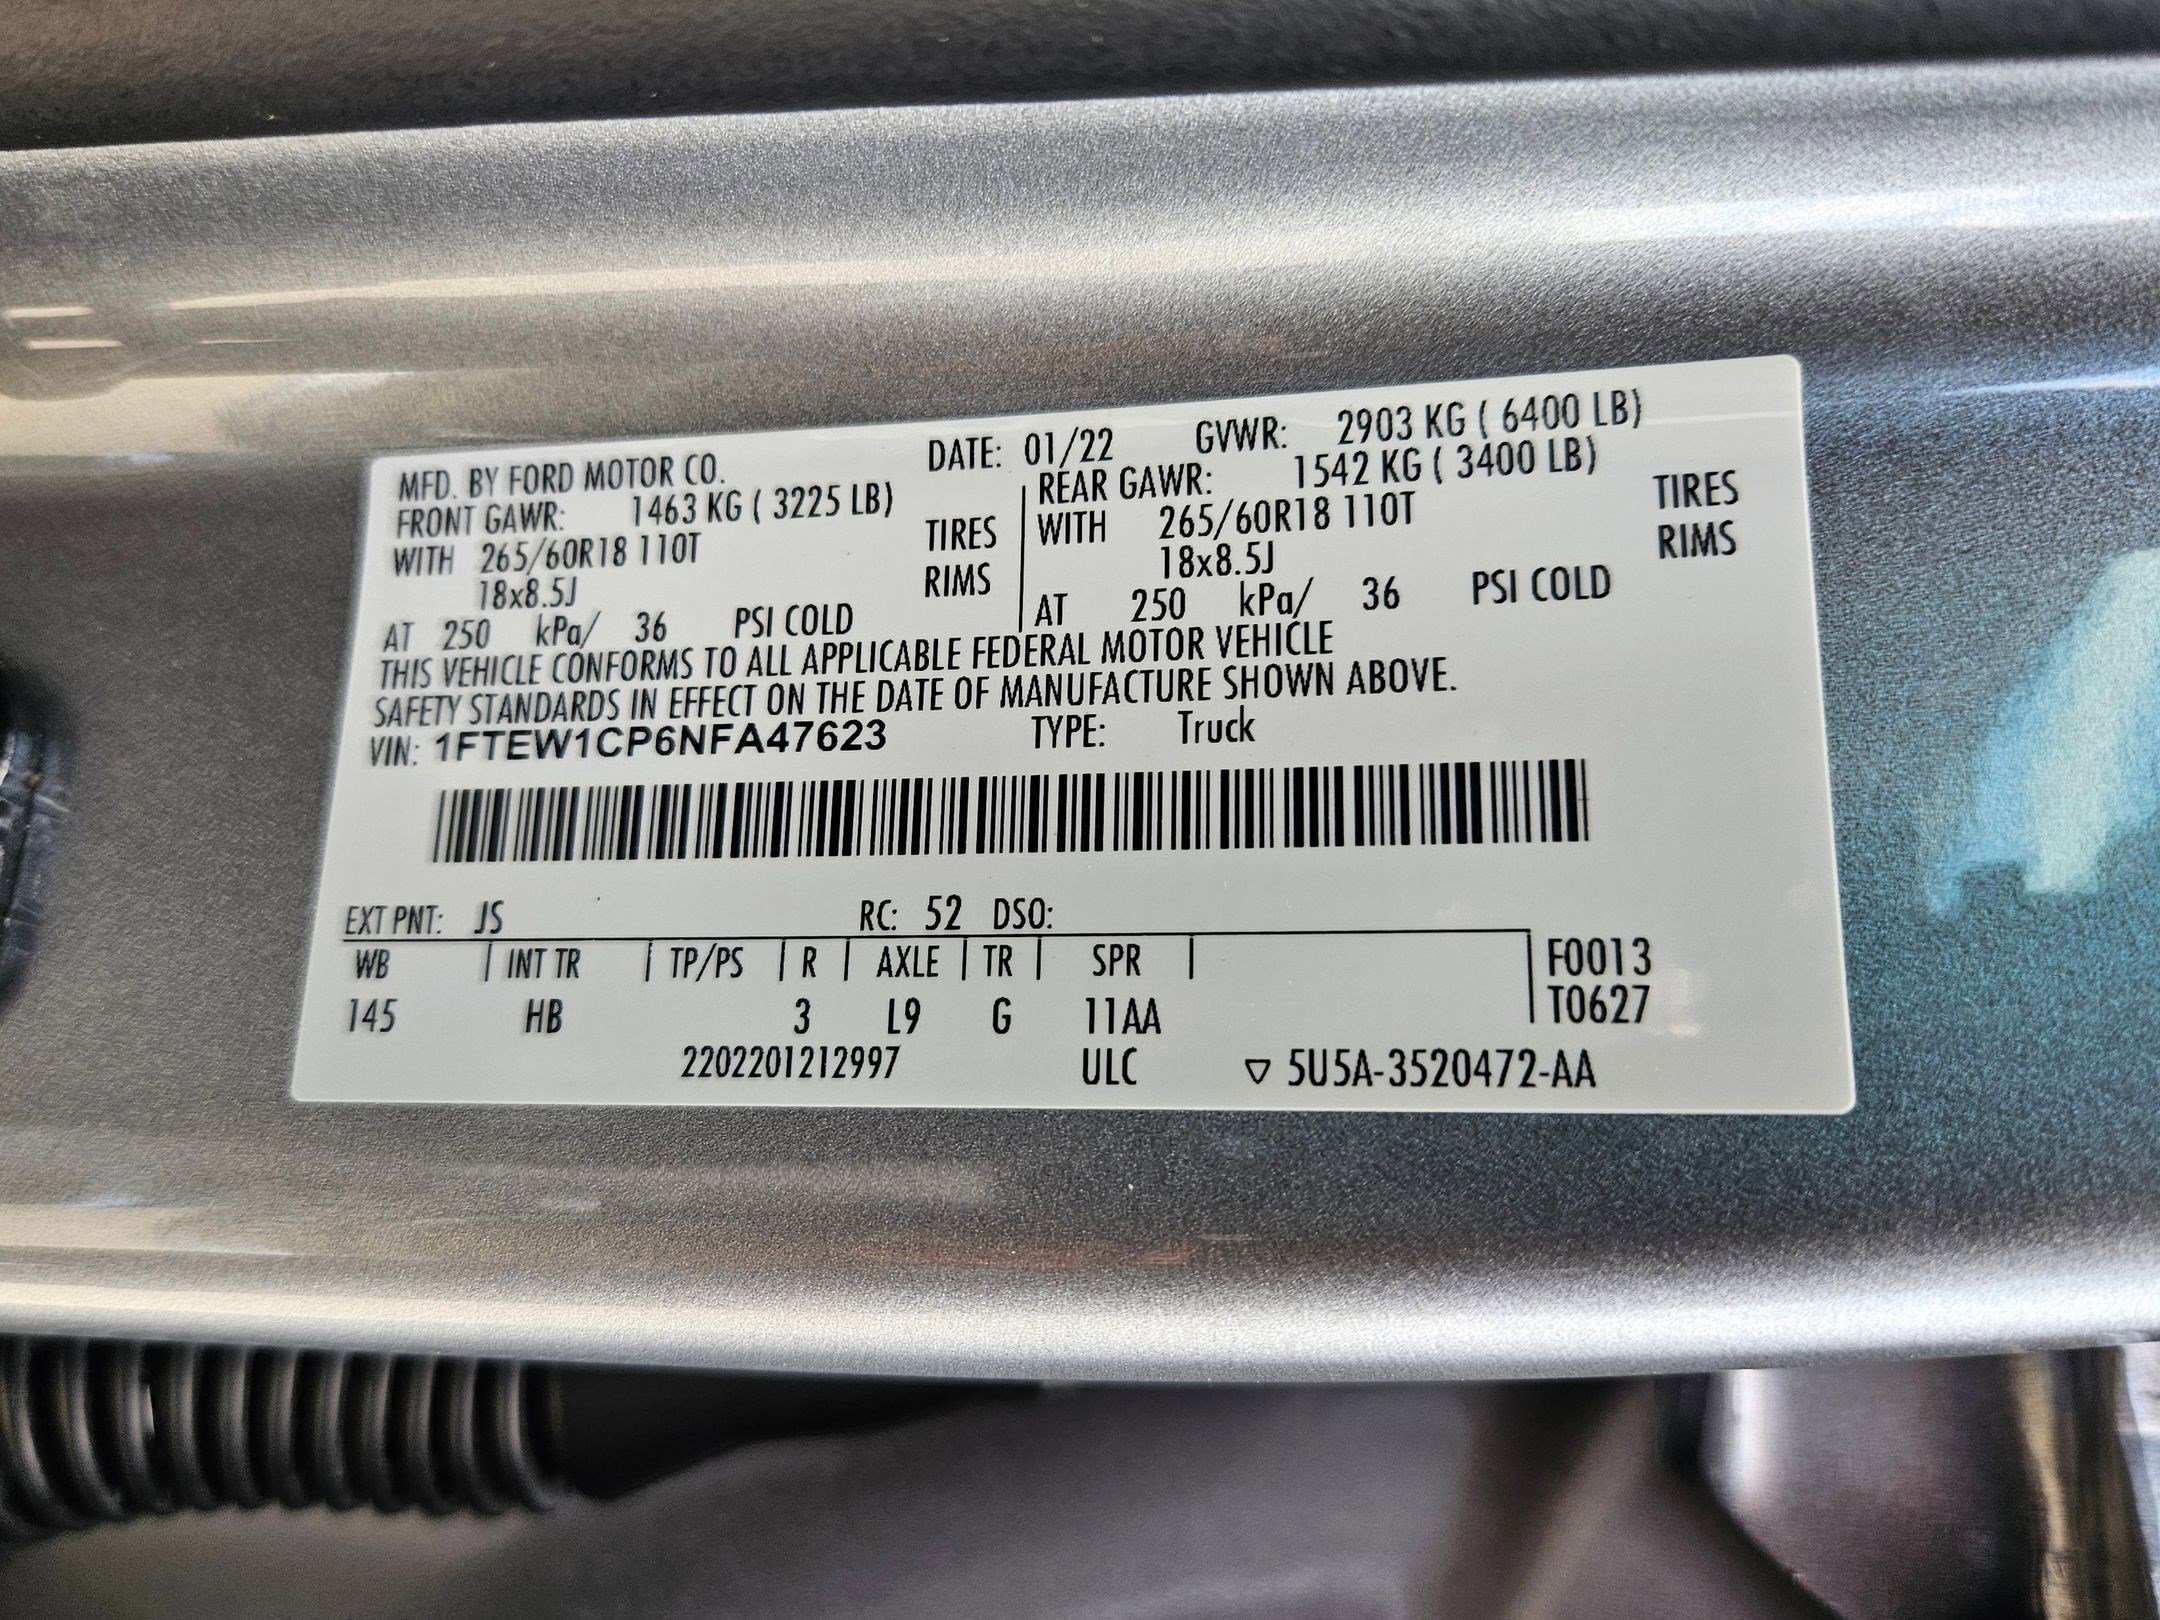 MFD. BY FORD MOTOR CO. DATE: 01/22 GVWR: 2903 KG ( 6400 LB)
FRONT GAWR: 1463 KG ( 3225 LB) REAR GAWR: 1542 KG ( 3400 LB)
WITH 265/60R18 110T TIRES WITH 265/60R18 110T TIRES
18x8.5J RIMS 18x8.5J RIMS
AT 250 kPa/ 36 PSI COLD AT 250 kPa/ 36 PSI COLD
THIS VEHICLE CONFORMS TO ALL APPLICABLE FEDERAL MOTOR VEHICLE
SAFETY STANDARDS IN EFFECT ON THE DATE OF MANUFACTURE SHOWN ABOVE.
VIN: 1FTEW1CP6NFA47623 TYPE: Truck
EXT PNT: JS RC: 52 DSO:
WB INT TR TP/PS R AXLE TR SPR F0013
145 HB 3 L9 G 11AA T0627
2202201212997 ULC ▽ 5U5A-3520472-AA